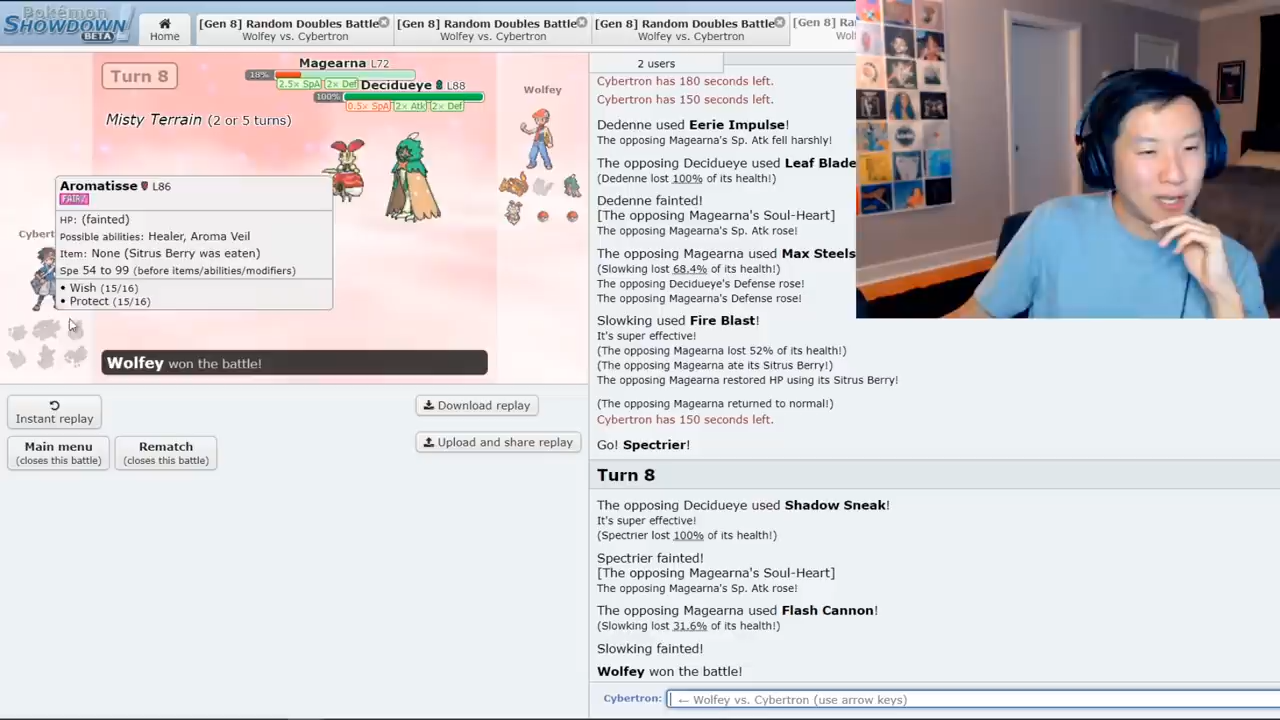 Pokémon
SHOWDOWN
BETA
Home
[Gen 8] Random Doubles Battle
Wolfey vs. Cybertron
[Gen 8] Random Doubles Battle
Wolfey vs. Cybertron
[Gen 8] Random Doubles Battle
Wolfey vs. Cybertron
[Gen 8] Ran
Wol
Turn 8
Magearna L72
18%
2.5× SpA 2× Def
Decidueye L88
100%
0.5× SpA 2× Atk 2× Def
Misty Terrain (2 or 5 turns)
Wolfey
Aromatisse L86
FAIRY
HP: (fainted)
Possible abilities: Healer, Aroma Veil
Item: None (Sitrus Berry was eaten)
Spe 54 to 99 (before items/abilities/modifiers)
• Wish (15/16)
• Protect (15/16)
Cybert
Wolfey won the battle!
Instant replay
Download replay
Main menu
(closes this battle)
Rematch
(closes this battle)
Upload and share replay
2 users
Cybertron has 180 seconds left.
Cybertron has 150 seconds left.
Dedenne used Eerie Impulse!
The opposing Magearna's Sp. Atk fell harshly!
The opposing Decidueye used Leaf Blade
(Dedenne lost 100% of its health!)
Dedenne fainted!
[The opposing Magearna's Soul-Heart]
The opposing Magearna's Sp. Atk rose!
The opposing Magearna used Max Steels
(Slowking lost 68.4% of its health!)
The opposing Decidueye's Defense rose!
The opposing Magearna's Defense rose!
Slowking used Fire Blast!
It's super effective!
(The opposing Magearna lost 52% of its health!)
(The opposing Magearna ate its Sitrus Berry!)
The opposing Magearna restored HP using its Sitrus Berry!
(The opposing Magearna returned to normal!)
Cybertron has 150 seconds left.
Go! Spectrier!
Turn 8
The opposing Decidueye used Shadow Sneak!
It's super effective!
(Spectrier lost 100% of its health!)
Spectrier fainted!
[The opposing Magearna's Soul-Heart]
The opposing Magearna's Sp. Atk rose!
The opposing Magearna used Flash Cannon!
(Slowking lost 31.6% of its health!)
Slowking fainted!
Wolfey won the battle!
Cybertron: ← Wolfey vs. Cybertron (use arrow keys)